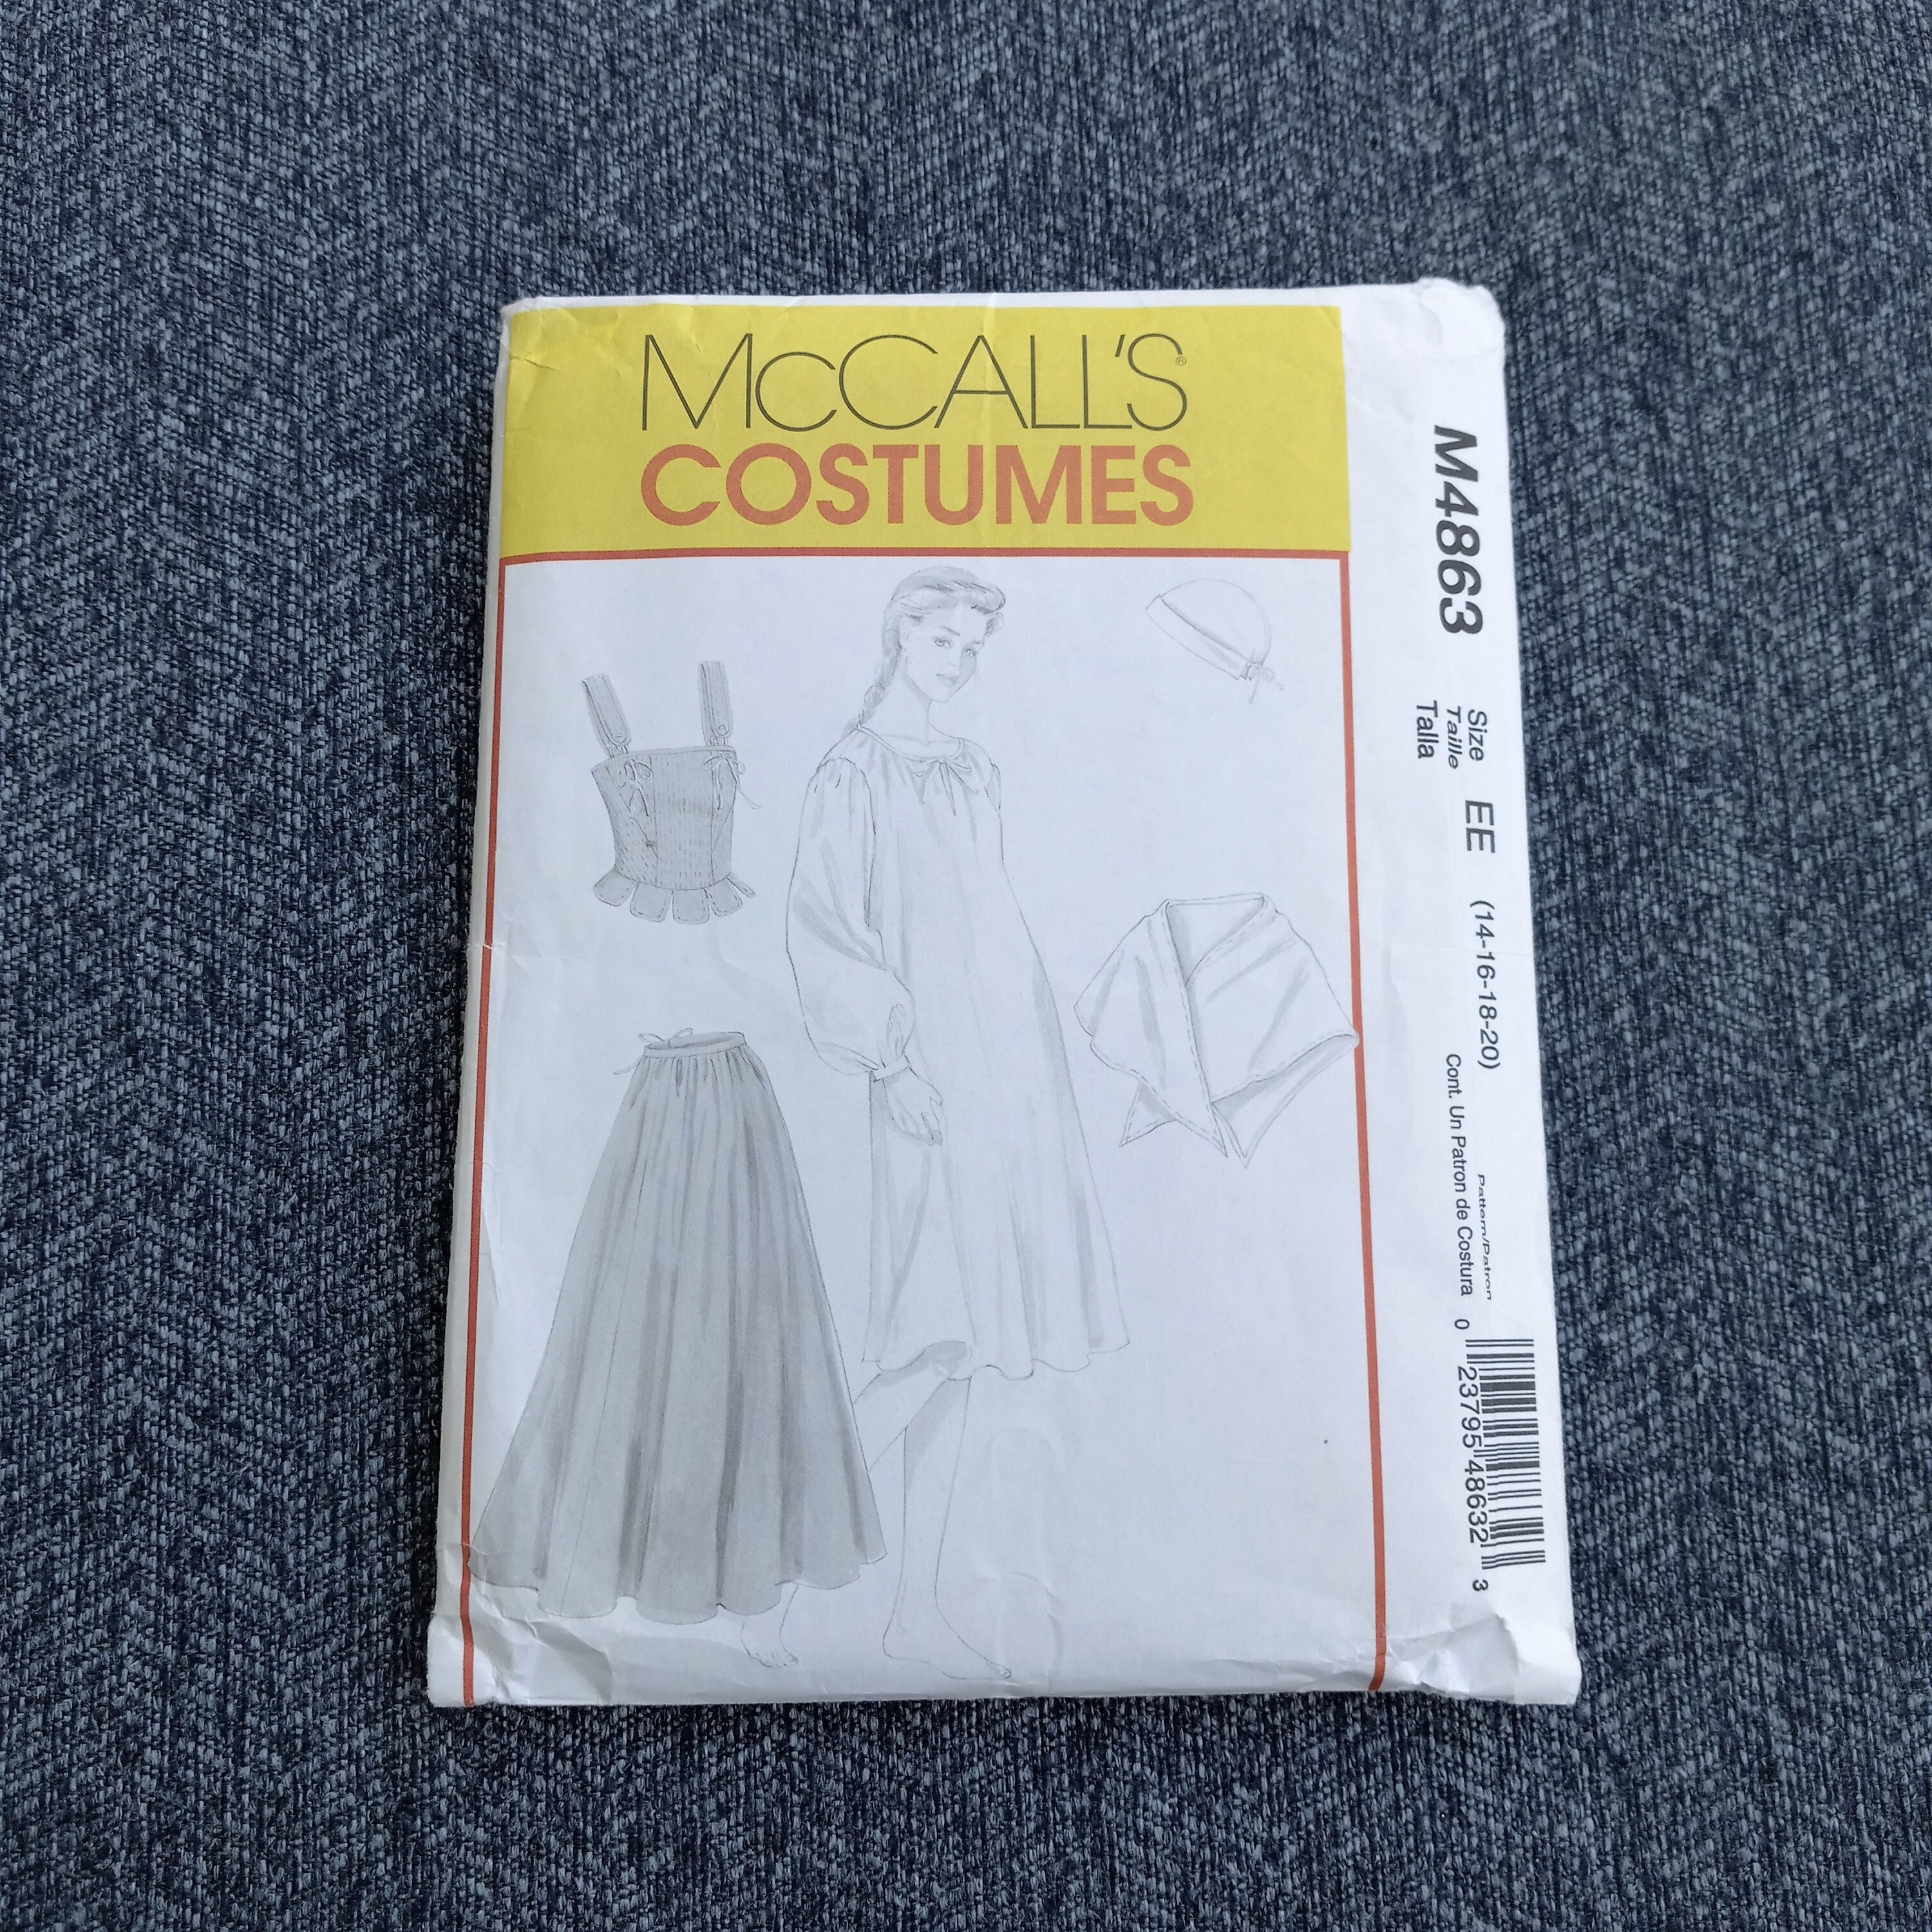 McCALL'S®
COSTUMES
M4863
Size EE (14-16-18-20)
Taille
Talla
Pattern/Patron
Cont. Un Patron de Costura
0 23795 48632 3